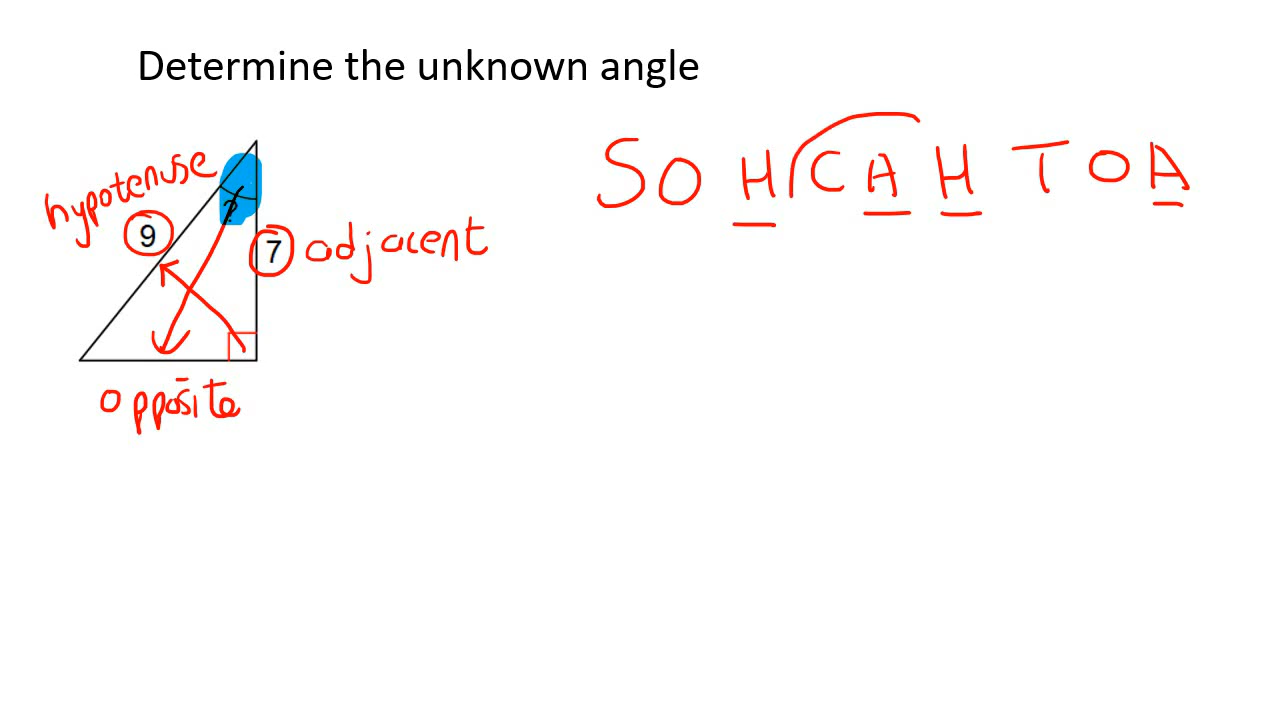 Determine the unknown angle
SOH CAH TOA
hypotenuse
?
9
7 adjacent
opposite